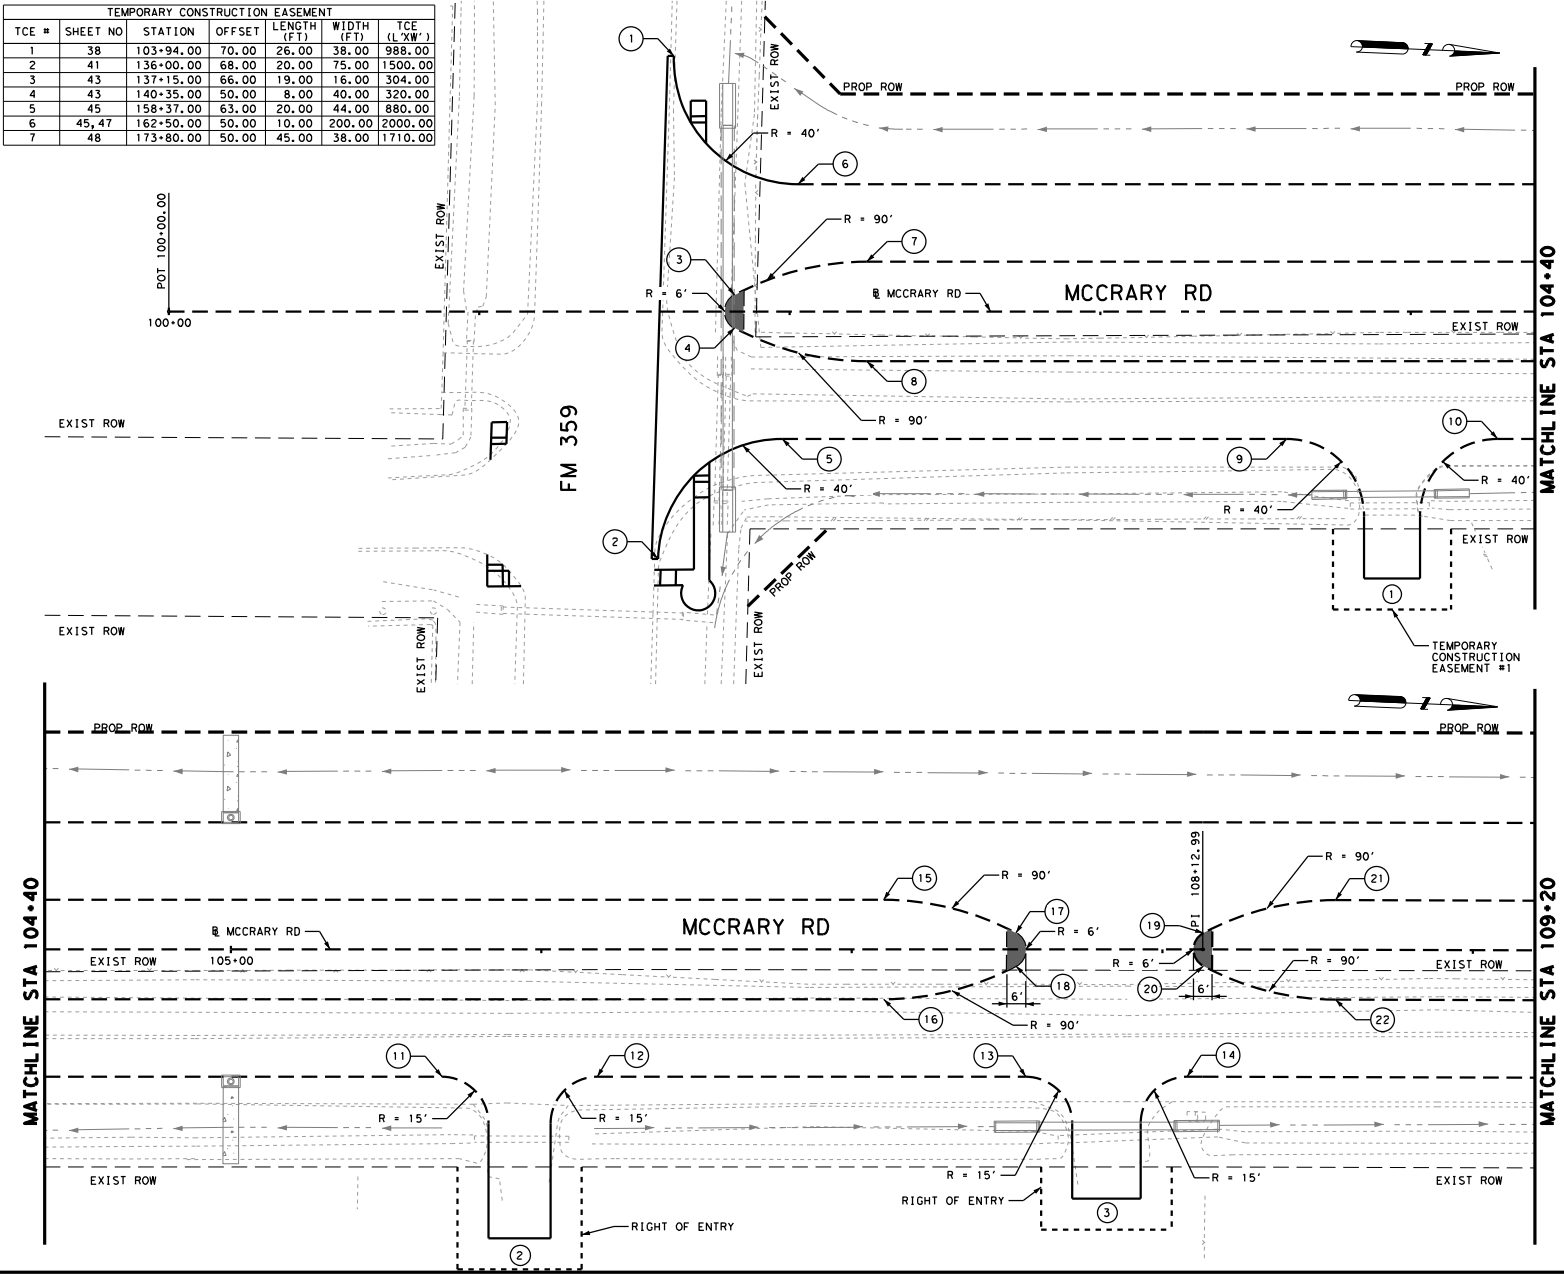 TEMPORARY CONSTRUCTION EASEMENT
TCE # SHEET NO STATION OFFSET LENGTH (FT) WIDTH (FT) TCE (L'XW')
1 38 103+94.00 70.00 26.00 38.00 988.00
2 41 136+00.00 68.00 20.00 75.00 1500.00
3 43 137+15.00 66.00 19.00 16.00 304.00
4 43 140+35.00 50.00 8.00 40.00 320.00
5 45 158+37.00 63.00 20.00 44.00 880.00
6 45,47 162+50.00 50.00 10.00 200.00 2000.00
7 48 173+80.00 50.00 45.00 38.00 1710.00
1
EXIST ROW
PROP ROW
PROP ROW
R = 40'
6
POT 100+00.00
EXIST ROW
R = 90'
7
3
R = 6'
℄ MCCRARY RD
MCCRARY RD
100+00
EXIST ROW
4
8
R = 90'
MATCHLINE STA 104+40
EXIST ROW
FM 359
10
5
9
R = 40'
R = 40'
R = 40'
2
EXIST ROW
PROP ROW
1
EXIST ROW
EXIST ROW
EXIST ROW
TEMPORARY
CONSTRUCTION
EASEMENT #1
PROP ROW
PROP ROW
MATCHLINE STA 104+40
15
R = 90'
PI 108+12.99
R = 90'
21
℄ MCCRARY RD
MCCRARY RD
17
R = 6'
19
EXIST ROW
105+00
R = 6'
R = 90'
EXIST ROW
18
6'
20
6'
16
R = 90'
22
MATCHLINE STA 109+20
11
12
13
14
R = 15'
R = 15'
R = 15'
R = 15'
EXIST ROW
EXIST ROW
RIGHT OF ENTRY
3
RIGHT OF ENTRY
2